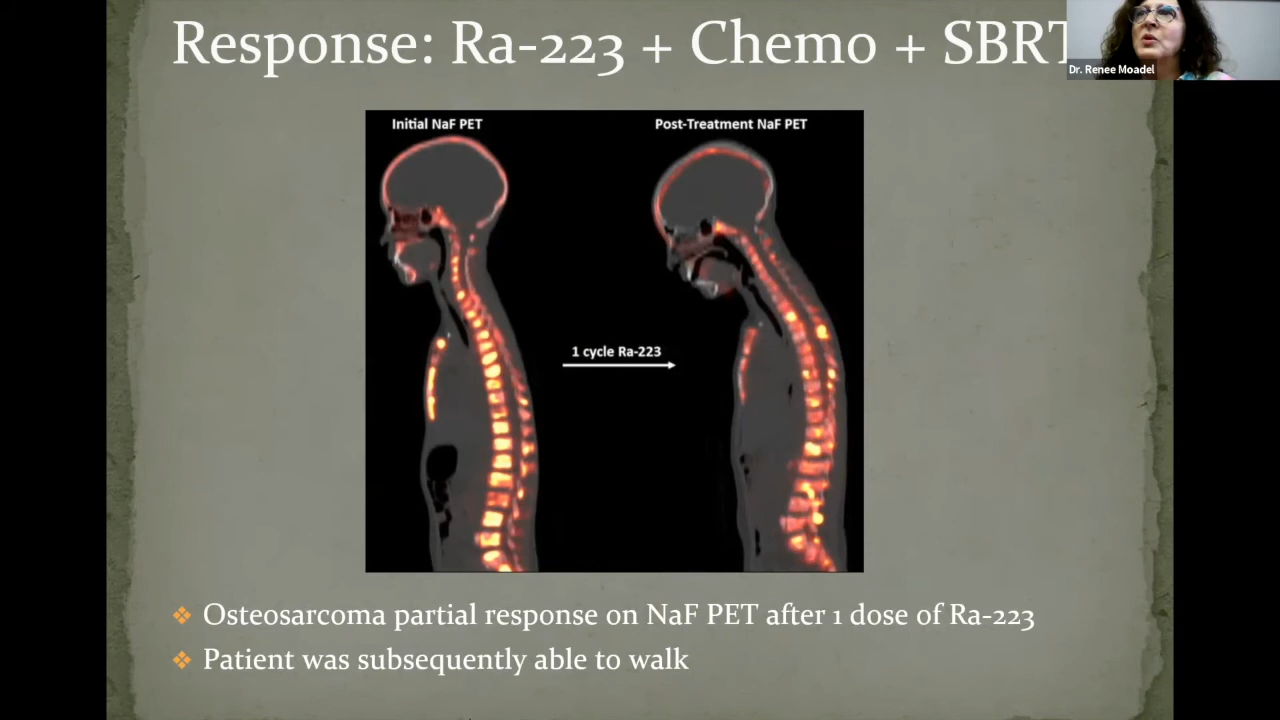 Response: Ra-223 + Chemo + SBRT
Dr. Renee Moadel
Initial NaF PET
Post-Treatment NaF PET
1 cycle Ra-223
Osteosarcoma partial response on NaF PET after 1 dose of Ra-223
Patient was subsequently able to walk